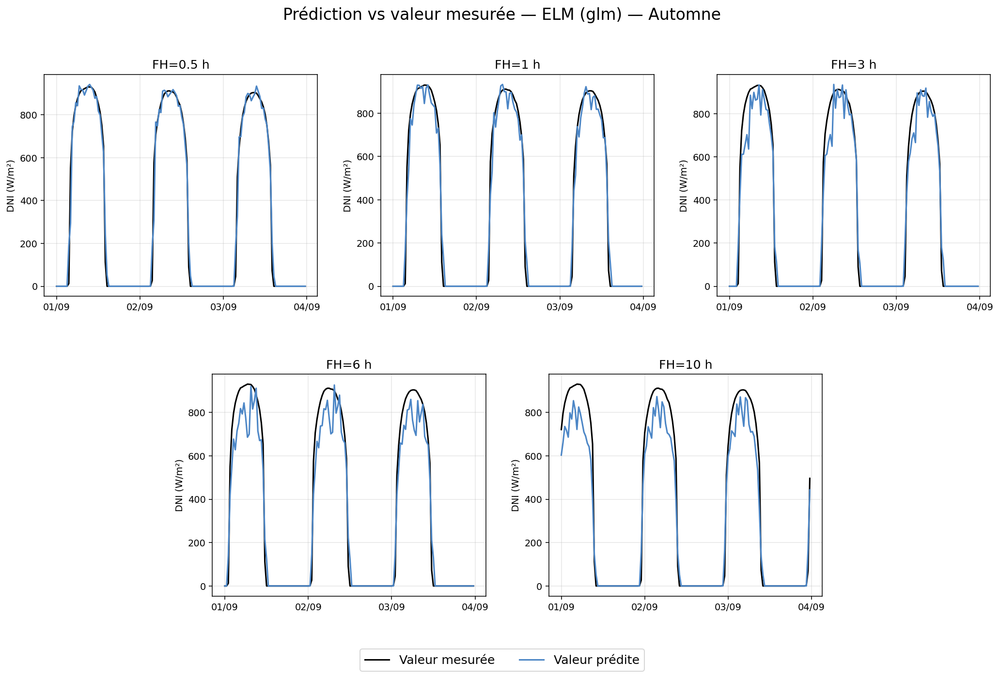 Prédiction vs valeur mesurée — ELM (glm) — Automne
FH=0.5 h
DNI (W/m²)
800
600
400
200
0
01/09 02/09 03/09 04/09
FH=1 h
DNI (W/m²)
800
600
400
200
0
01/09 02/09 03/09 04/09
FH=3 h
DNI (W/m²)
800
600
400
200
0
01/09 02/09 03/09 04/09
FH=6 h
DNI (W/m²)
800
600
400
200
0
01/09 02/09 03/09 04/09
FH=10 h
DNI (W/m²)
800
600
400
200
0
01/09 02/09 03/09 04/09
Valeur mesurée Valeur prédite